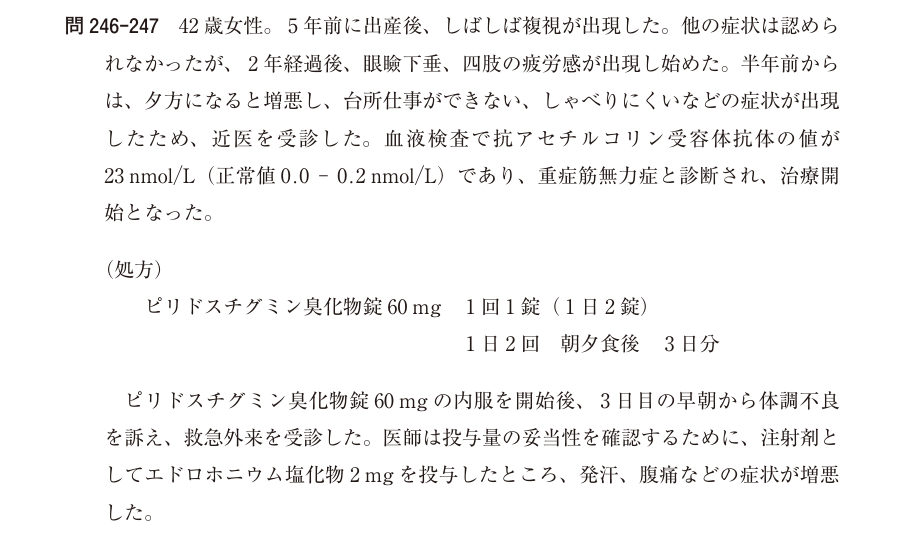 問 246-247　42 歳女性。５年前に出産後、しばしば複視が出現した。他の症状は認めら
れなかったが、２年経過後、眼瞼下垂、四肢の疲労感が出現し始めた。半年前から
は、夕方になると増悪し、台所仕事ができない、しゃべりにくいなどの症状が出現
したため、近医を受診した。血液検査で抗アセチルコリン受容体抗体の値が
23 nmol/L（正常値 0.0 − 0.2 nmol/L）であり、重症筋無力症と診断され、治療開
始となった。
（処方）
ピリドスチグミン臭化物錠 60 mg　１回１錠（１日２錠）
１日２回　朝夕食後　３日分
ピリドスチグミン臭化物錠 60 mg の内服を開始後、３日目の早朝から体調不良
を訴え、救急外来を受診した。医師は投与量の妥当性を確認するために、注射剤と
してエドロホニウム塩化物 2 mg を投与したところ、発汗、腹痛などの症状が増悪
した。